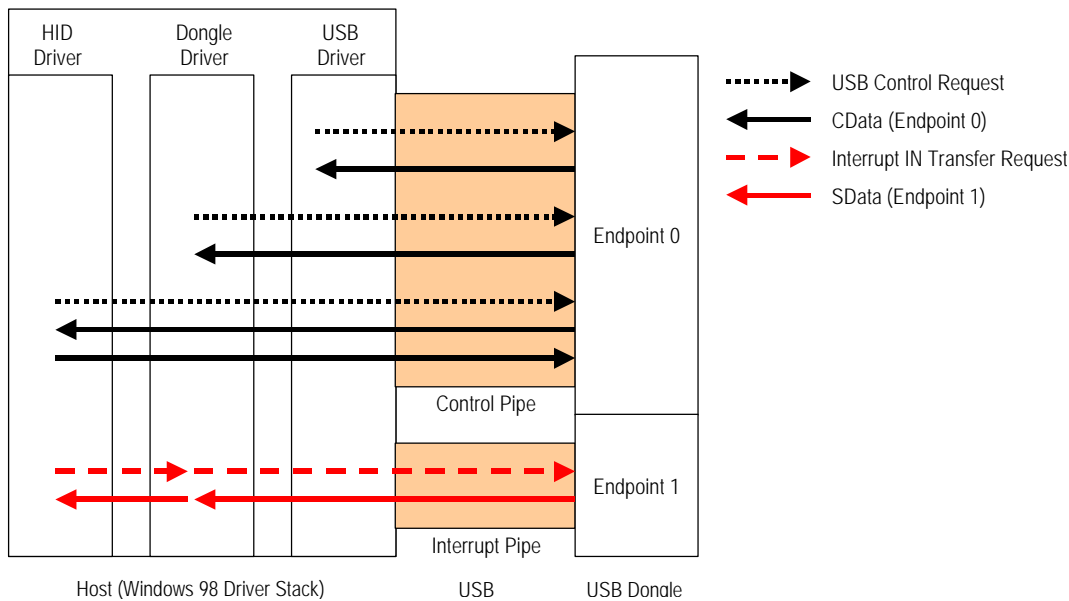 HID
Driver
Dongle
Driver
USB
Driver
USB Control Request
CData (Endpoint 0)
Interrupt IN Transfer Request
SData (Endpoint 1)
Endpoint 0
Control Pipe
Endpoint 1
Interrupt Pipe
Host (Windows 98 Driver Stack)
USB
USB Dongle